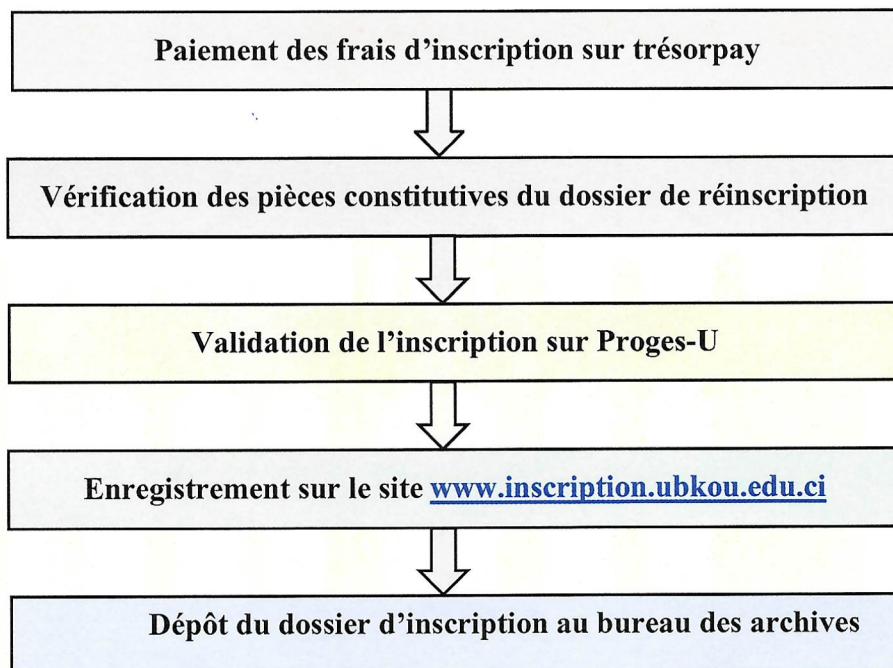 Paiement des frais d’inscription sur trésorpay
Vérification des pièces constitutives du dossier de réinscription
Validation de l’inscription sur Proges-U
Enregistrement sur le site www.inscription.ubkou.edu.ci
Dépôt du dossier d’inscription au bureau des archives